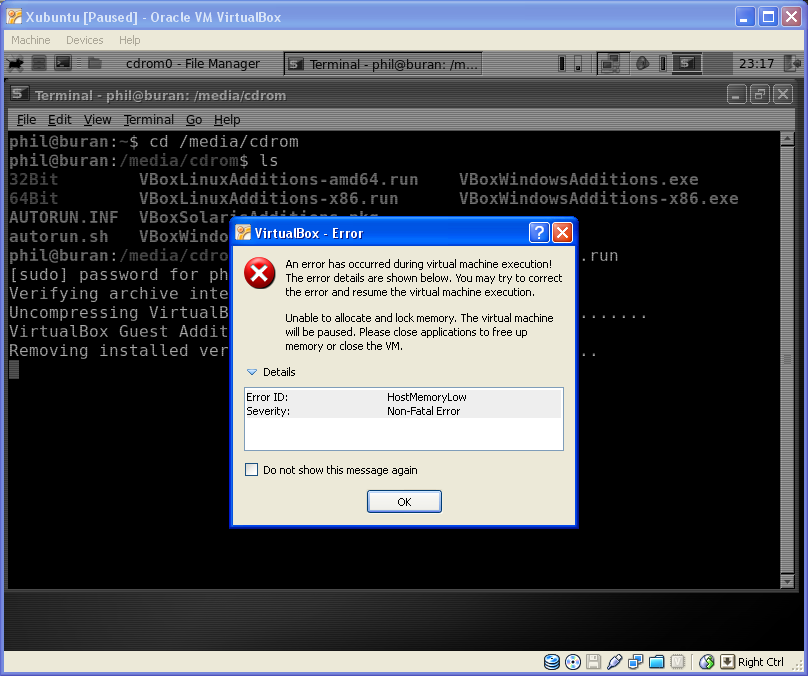 Xubuntu [Paused] - Oracle VM VirtualBox
Machine Devices Help
cdrom0 - File Manager
Terminal - phil@buran: /m...
23:17
Terminal - phil@buran: /media/cdrom
File Edit View Terminal Go Help
phil@buran:~$ cd /media/cdrom
phil@buran:/media/cdrom$ ls
32Bit VBoxLinuxAdditions-amd64.run VBoxWindowsAdditions.exe
64Bit VBoxLinuxAdditions-x86.run VBoxWindowsAdditions-x86.exe
AUTORUN.INF VBoxSolarisAdditions.pkg
autorun.sh VBoxWindo
phil@buran:/media/cdro .run
[sudo] password for ph
Verifying archive inte
Uncompressing VirtualB .......
VirtualBox Guest Addit
Removing installed ver ..
VirtualBox - Error
An error has occurred during virtual machine execution!
The error details are shown below. You may try to correct
the error and resume the virtual machine execution.
Unable to allocate and lock memory. The virtual machine
will be paused. Please close applications to free up
memory or close the VM.
Details
Error ID: HostMemoryLow
Severity: Non-Fatal Error
Do not show this message again
OK
Right Ctrl